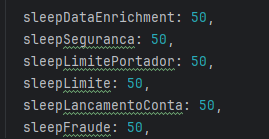 sleepDataEnrichment: 50,
sleepSeguranca: 50,
sleepLimitePortador: 50,
sleepLimite: 50,
sleepLancamentoConta: 50,
sleepFraude: 50,